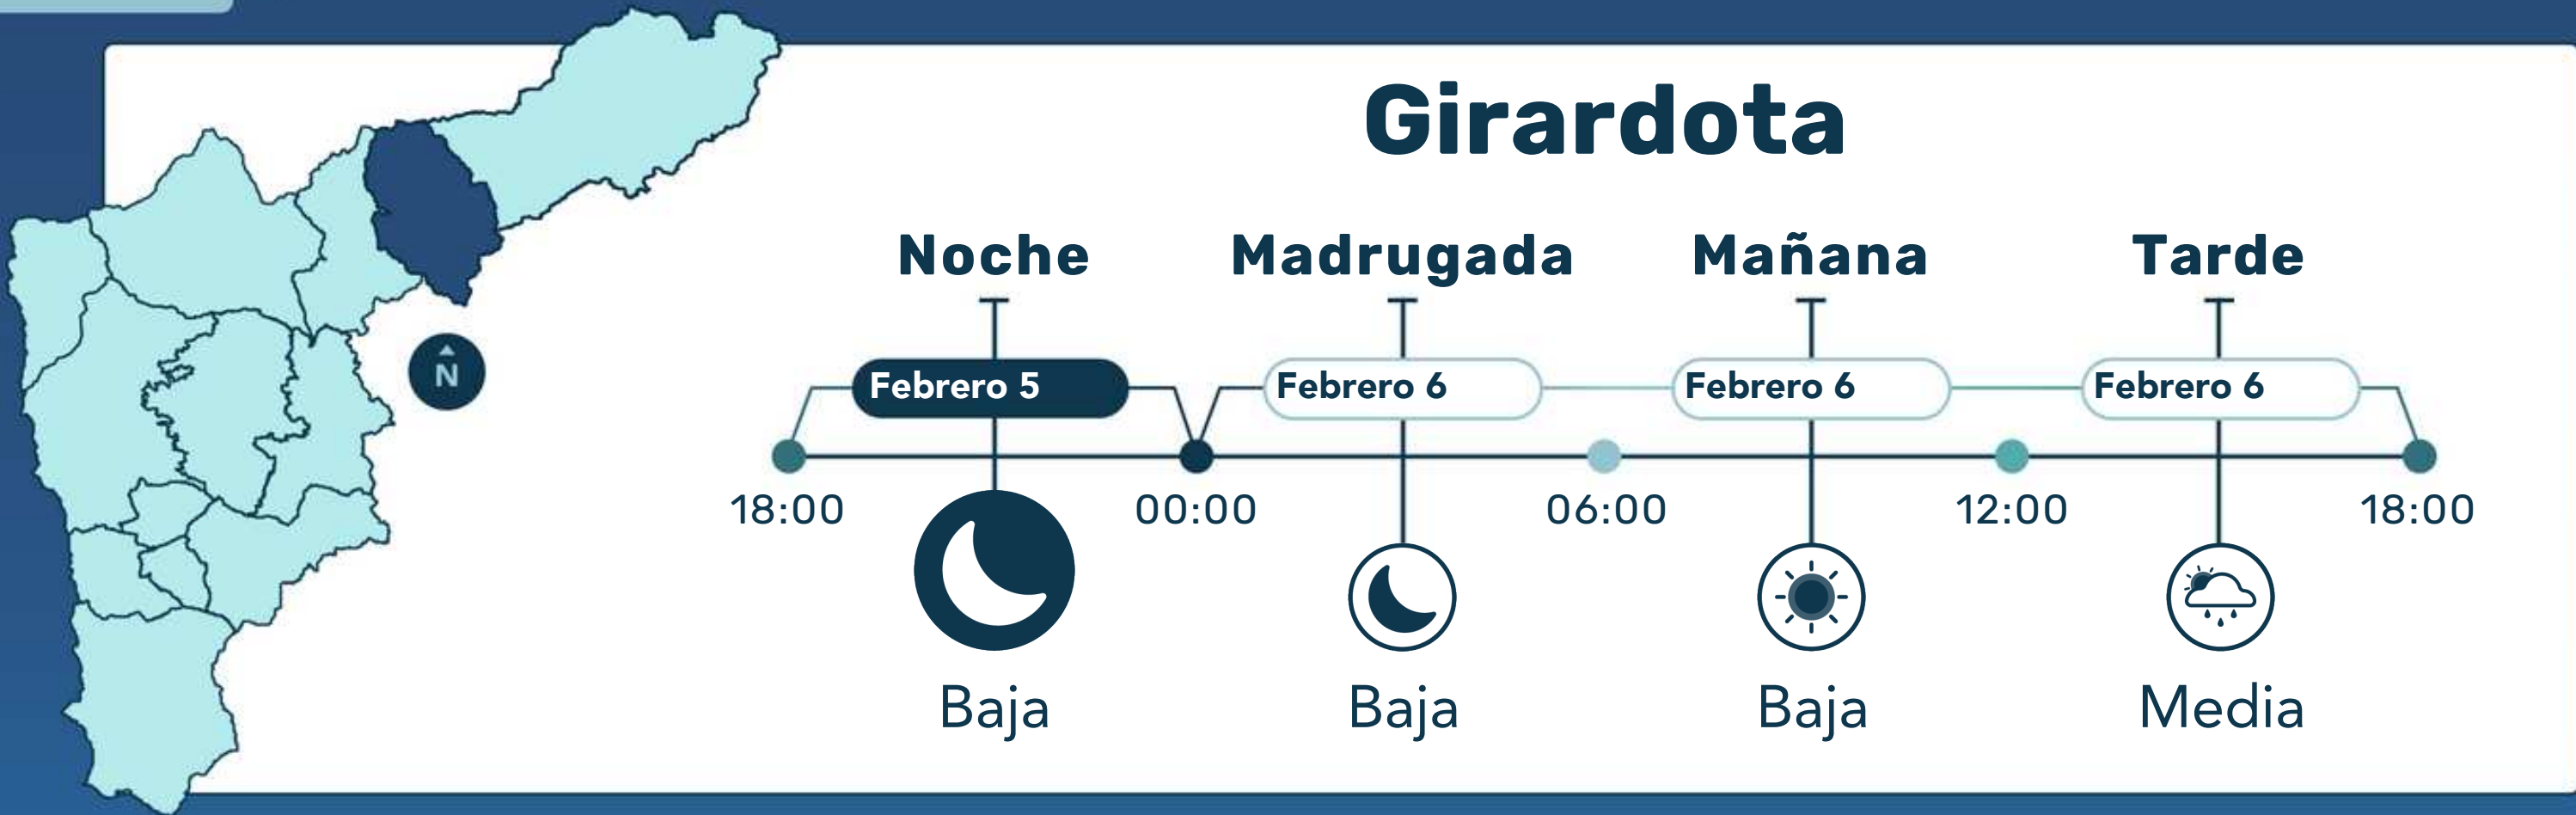 Girardota
Noche Madrugada Mañana Tarde
Febrero 5 Febrero 6 Febrero 6 Febrero 6
N
18:00 00:00 06:00 12:00 18:00
Baja Baja Baja Media